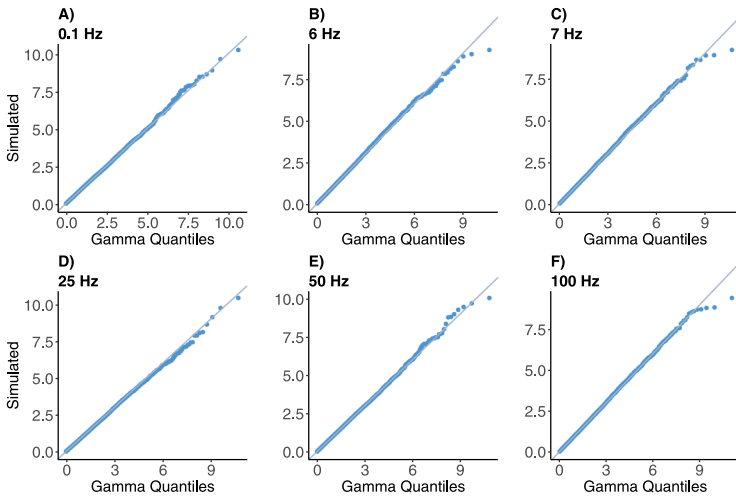 A)
0.1 Hz
B)
6 Hz
C)
7 Hz
Simulated
10.0
7.5
5.0
2.5
0.0
7.5
5.0
2.5
0.0
7.5
5.0
2.5
0.0
0.0 2.5 5.0 7.5 10.0
0 3 6 9
0 3 6 9
Gamma Quantiles
Gamma Quantiles
Gamma Quantiles
D)
25 Hz
E)
50 Hz
F)
100 Hz
Simulated
10.0
7.5
5.0
2.5
0.0
10.0
7.5
5.0
2.5
0.0
7.5
5.0
2.5
0.0
0 3 6 9
0 3 6 9
0 3 6 9
Gamma Quantiles
Gamma Quantiles
Gamma Quantiles